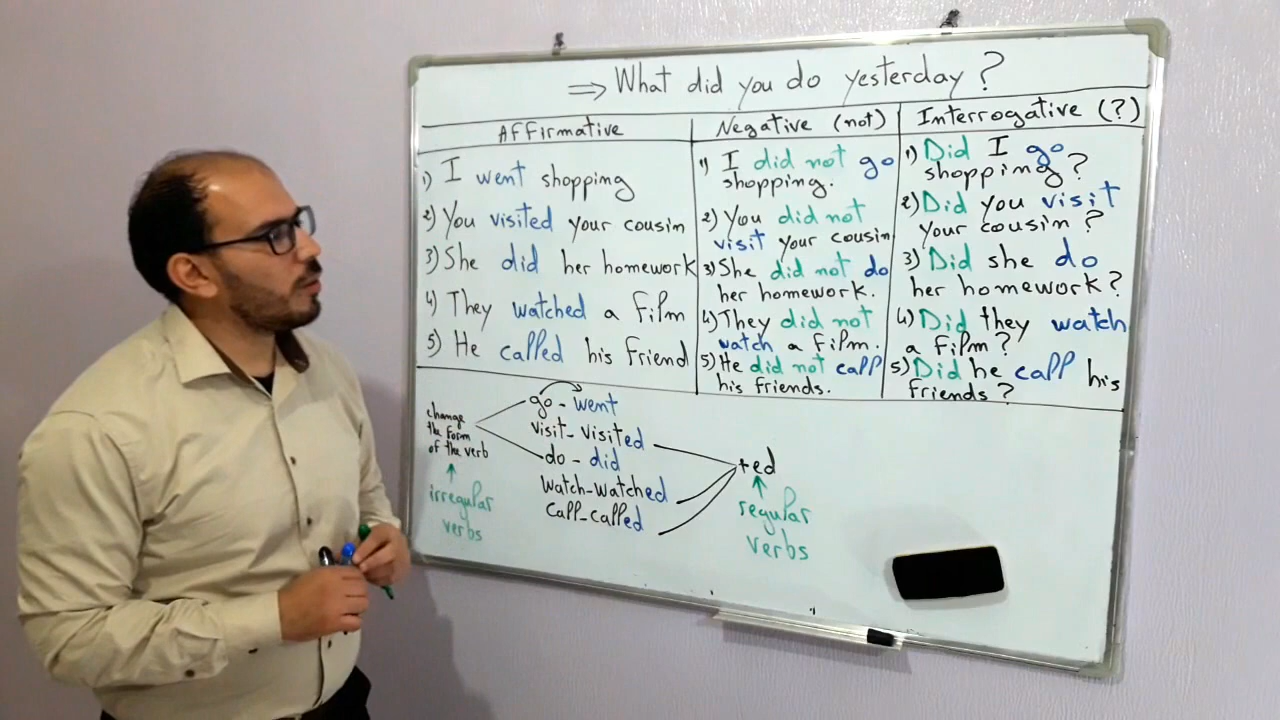 ⇒ What did you do yesterday?
Affirmative
1) I went shopping
2) You visited your cousin
3) She did her homework
4) They watched a film
5) He called his friend
Negative (not)
1) I did not go
shopping.
2) You did not
visit your cousin
3) She did not do
her homework.
4) They did not
watch a film.
5) He did not call
his friends.
Interrogative (?)
1) Did I go
shopping?
2) Did you visit
your cousin?
3) Did she do
her homework?
4) Did they watch
a film?
5) Did he call his
friends?
change
the form
of the verb
irregular
verbs
go - went
visit - visited
do - did
watch - watched
call - called
+ed
regular
verbs